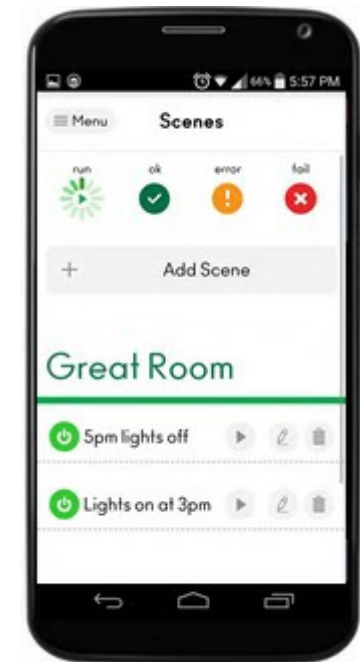 66% 5:57 PM
Menu Scenes
run ok error fail
+ Add Scene
Great Room
5pm lights off
Lights on at 3pm